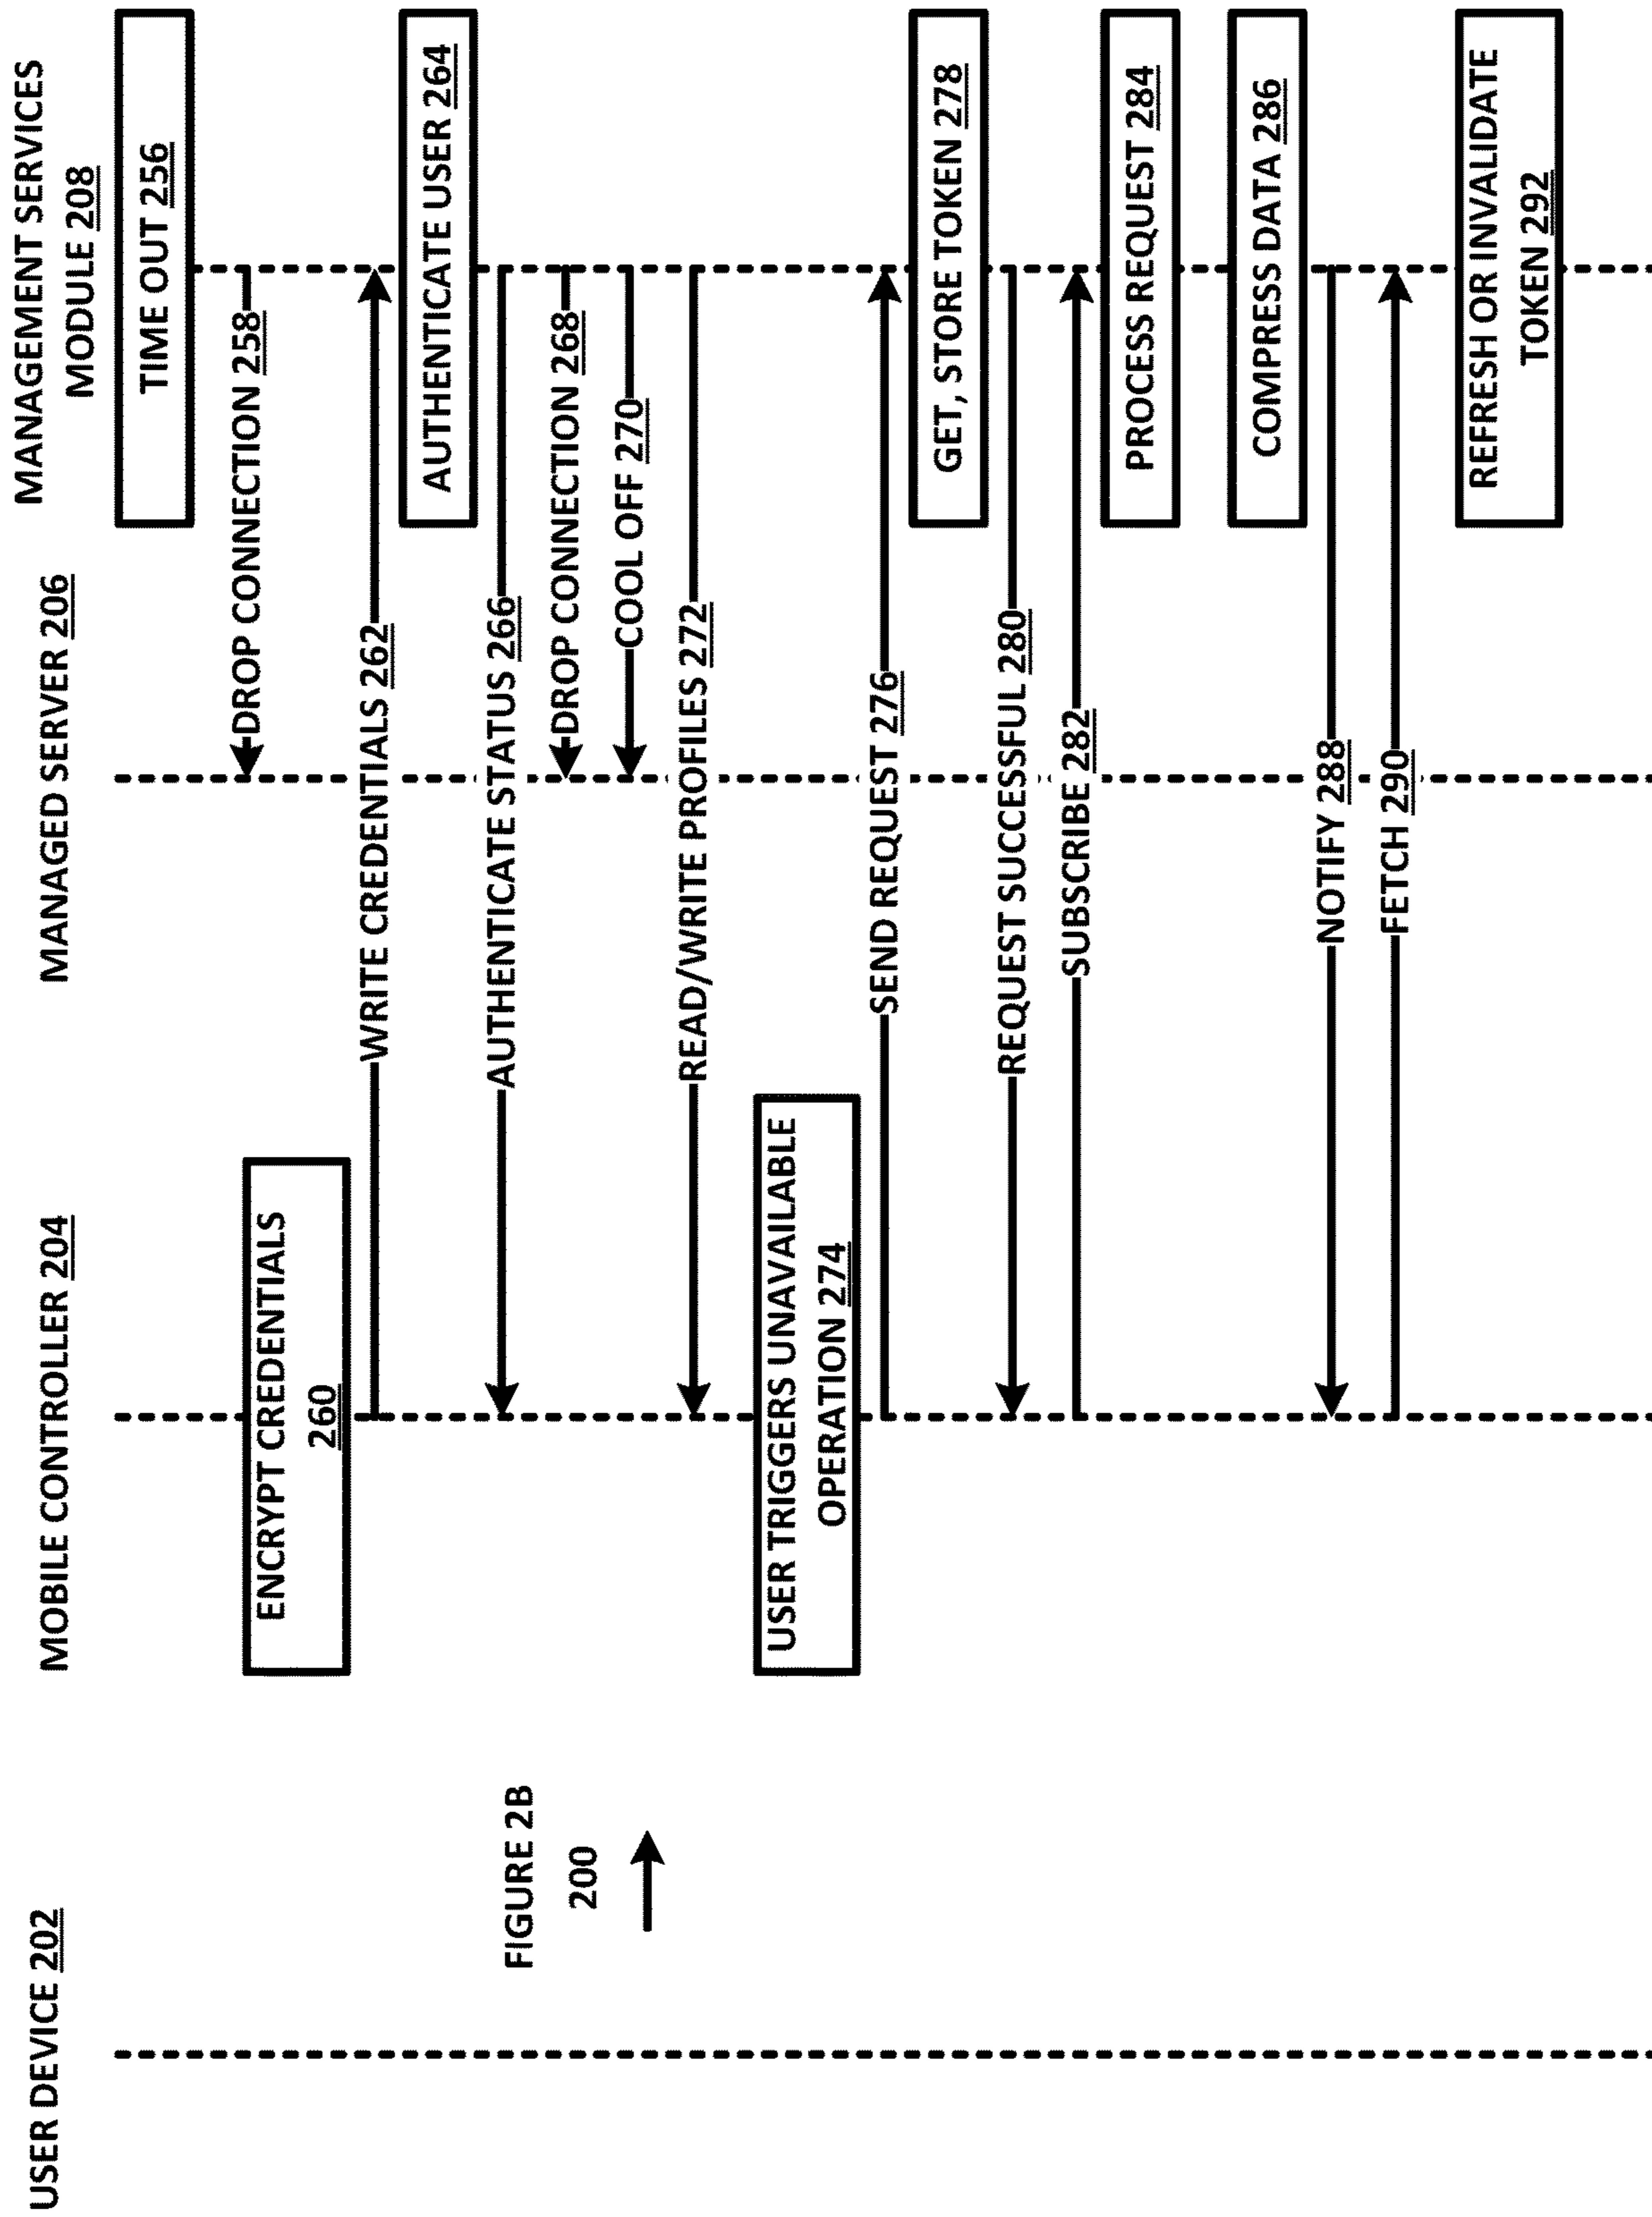 USER DEVICE 202
MOBILE CONTROLLER 204
MANAGED SERVER 206
MANAGEMENT SERVICES
MODULE 208
TIME OUT 256
DROP CONNECTION 258
ENCRYPT CREDENTIALS
260
WRITE CREDENTIALS 262
AUTHENTICATE USER 264
AUTHENTICATE STATUS 266
DROP CONNECTION 268
COOL OFF 270
READ/WRITE PROFILES 272
USER TRIGGERS UNAVAILABLE
OPERATION 274
SEND REQUEST 276
GET, STORE TOKEN 278
REQUEST SUCCESSFUL 280
SUBSCRIBE 282
PROCESS REQUEST 284
COMPRESS DATA 286
NOTIFY 288
FETCH 290
REFRESH OR INVALIDATE
TOKEN 292
FIGURE 2B
200